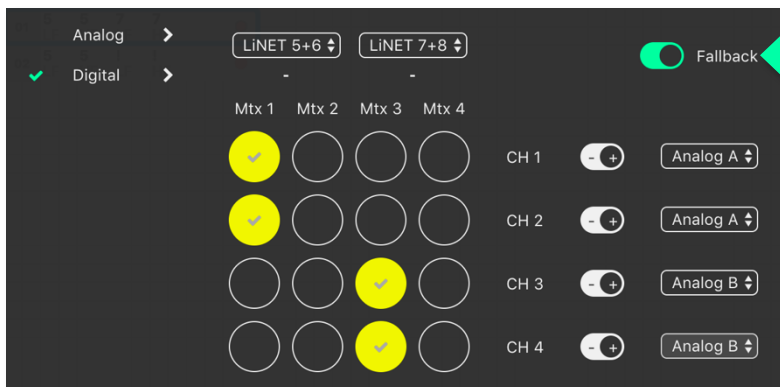 Analog
Digital
LiNET 5+6 LiNET 7+8
Fallback
- -
Mtx 1 Mtx 2 Mtx 3 Mtx 4
CH 1 - + Analog A
CH 2 - + Analog A
CH 3 - + Analog B
CH 4 - + Analog B